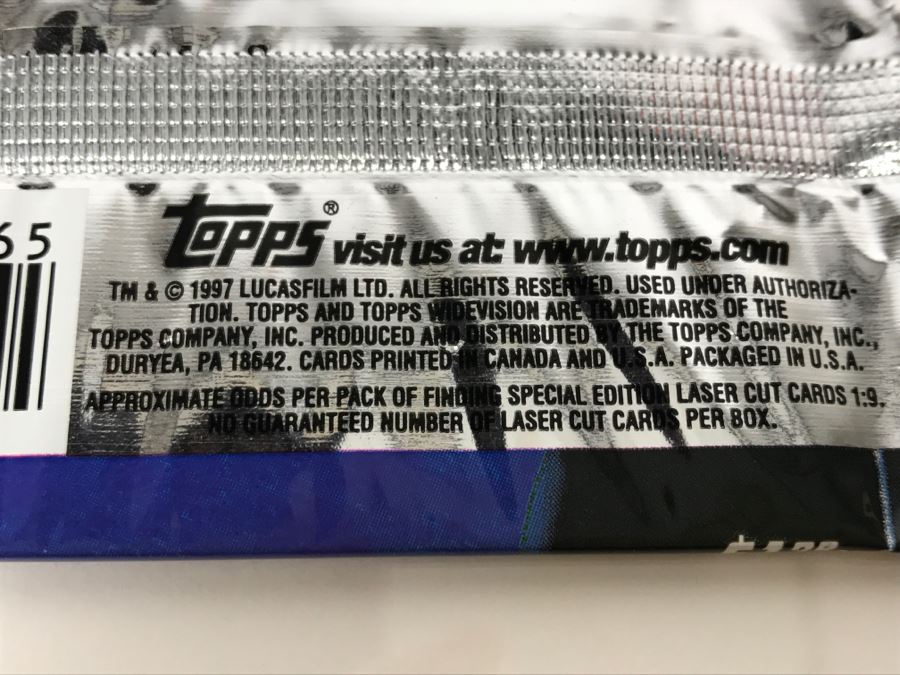 65
topps® visit us at: www.topps.com
TM & © 1997 LUCASFILM LTD. ALL RIGHTS RESERVED. USED UNDER AUTHORIZA-
TION. TOPPS AND TOPPS WIDEVISION ARE TRADEMARKS OF THE
TOPPS COMPANY, INC. PRODUCED AND DISTRIBUTED BY THE TOPPS COMPANY, INC.,
DURYEA, PA 18642. CARDS PRINTED IN CANADA AND U.S.A. PACKAGED IN U.S.A.
APPROXIMATE ODDS PER PACK OF FINDING SPECIAL EDITION LASER CUT CARDS 1:9.
NO GUARANTEED NUMBER OF LASER CUT CARDS PER BOX.